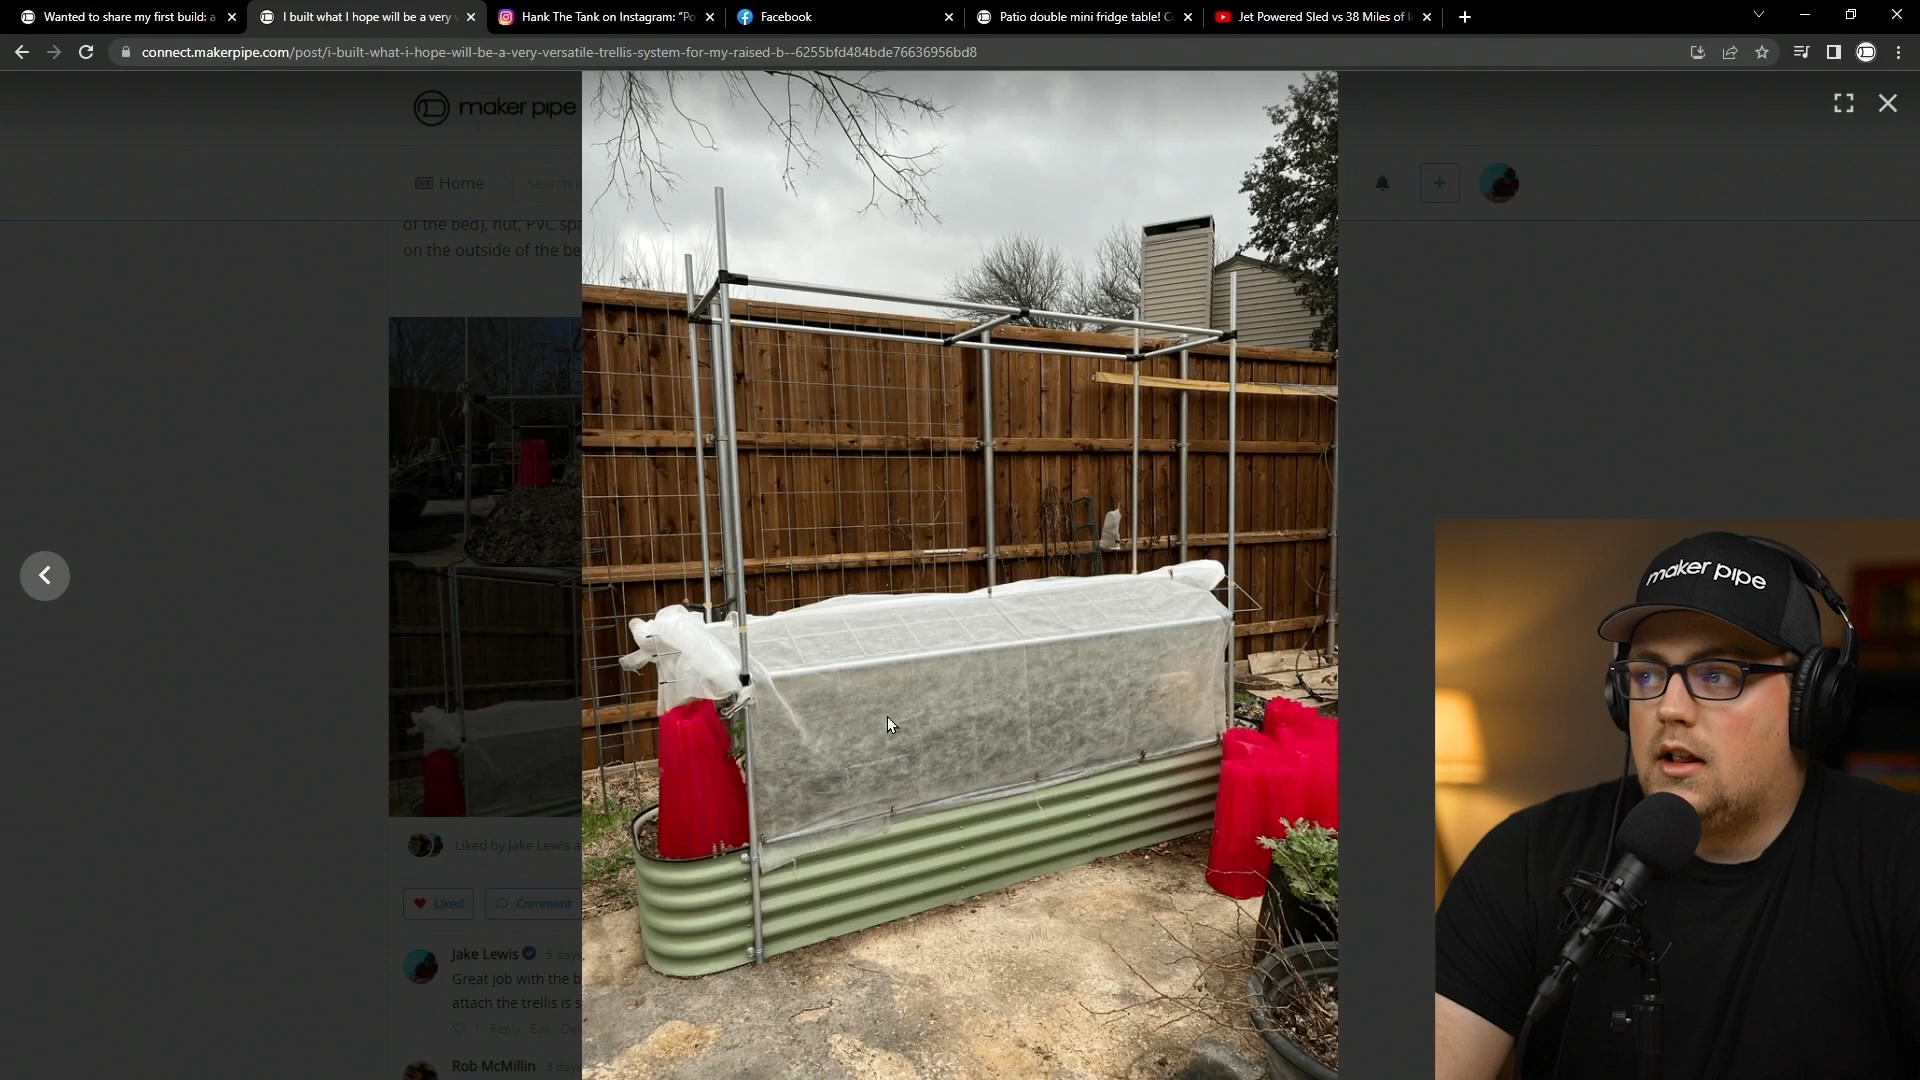 Wanted to share my first build: a
I built what I hope will be a very v
Hank The Tank on Instagram: "Po
Facebook
Patio double mini fridge table! C
Jet Powered Sled vs 38 Miles of I
connect.makerpipe.com/post/i-built-what-i-hope-will-be-a-very-versatile-trellis-system-for-my-raised-b--6255bfd484bde76636956bd8
maker pipe
Home
Search
of the bed), nut, PVC spa
on the outside of the be
maker pipe
Liked by Jake Lewis a
Liked
Comment
Jake Lewis 5 days
Great job with the b
attach the trellis is s
1 Reply Edit Del
Rob McMillin 3 days